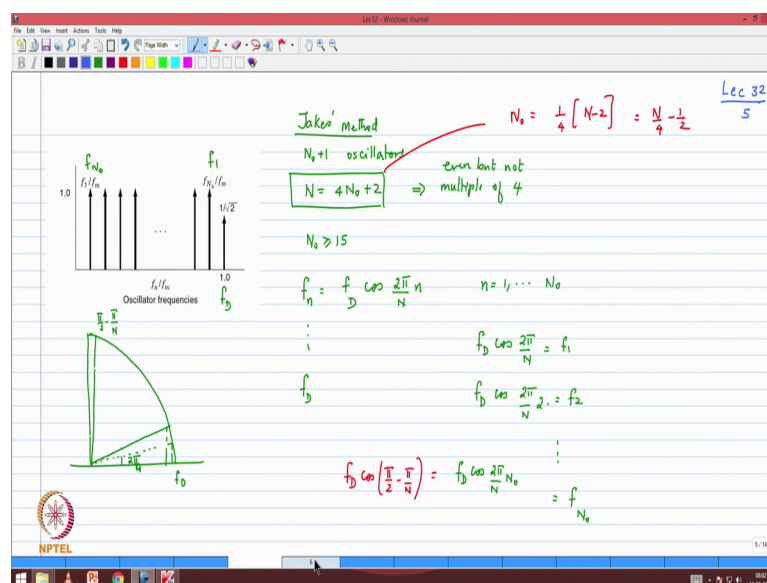 Lec32 - Windows Journal
File Edit View Insert Actions Tools Help
Page Width
B I
Lec 32
5
Jakes' method
N₀ = 1/4 [N-2] = N/4 - 1/2
N₀+1 oscillators
N = 4N₀+2 ⇒ even but not multiple of 4
N₀ ≥ 15
f_N₀ f₁
f₁/f_m f_N₀/f_m
1.0
1/√2
...
1.0
f_n/f_m
Oscillator frequencies
f_D
f_n = f_D cos 2π/N n n = 1, ... N₀
⋮
f_D cos 2π/N = f₁
f_D
f_D cos 2π/N 2. = f₂
⋮
π/2 - π/N
2π/N
f_D
f_D cos (π/2 - π/N) = f_D cos 2π/N N₀
= f_N₀
NPTEL
5/14
6